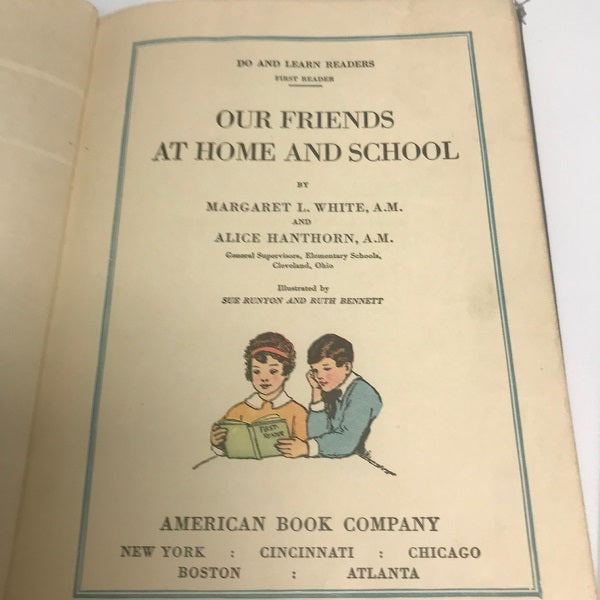 DO AND LEARN READERS
FIRST READER
OUR FRIENDS
AT HOME AND SCHOOL
BY
MARGARET L. WHITE, A.M.
AND
ALICE HANTHORN, A.M.
General Supervisors, Elementary Schools,
Cleveland, Ohio
Illustrated by
SUE RUNYON AND RUTH BENNETT
FIRST
READER
AMERICAN BOOK COMPANY
NEW YORK : CINCINNATI : CHICAGO
BOSTON : ATLANTA